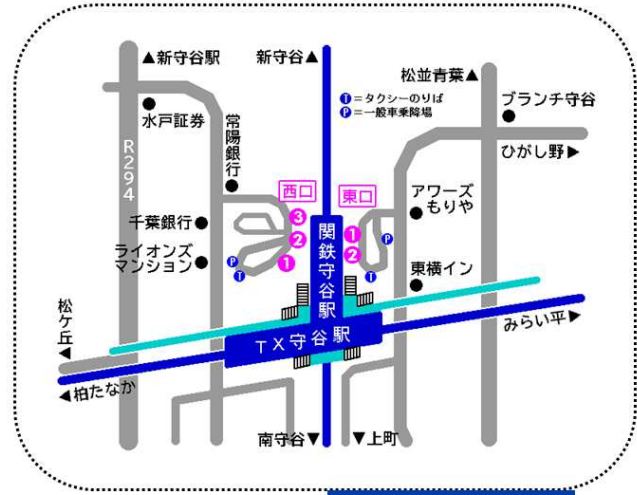 ▲新守谷駅
新守谷▲
松並青葉▲
T=タクシーのりば
P=一般車乗降場
ブランチ守谷
水戸証券
常陽銀行
ひがし野▶
R294
西口
東口
アワーズ
もりや
千葉銀行
3
2
1
1
2
P
T
P
T
ライオンズ
マンション
関鉄守谷駅
東横イン
松ケ丘▲
TX守谷駅
みらい平▶
◀柏たなか
南守谷▼
▼上町